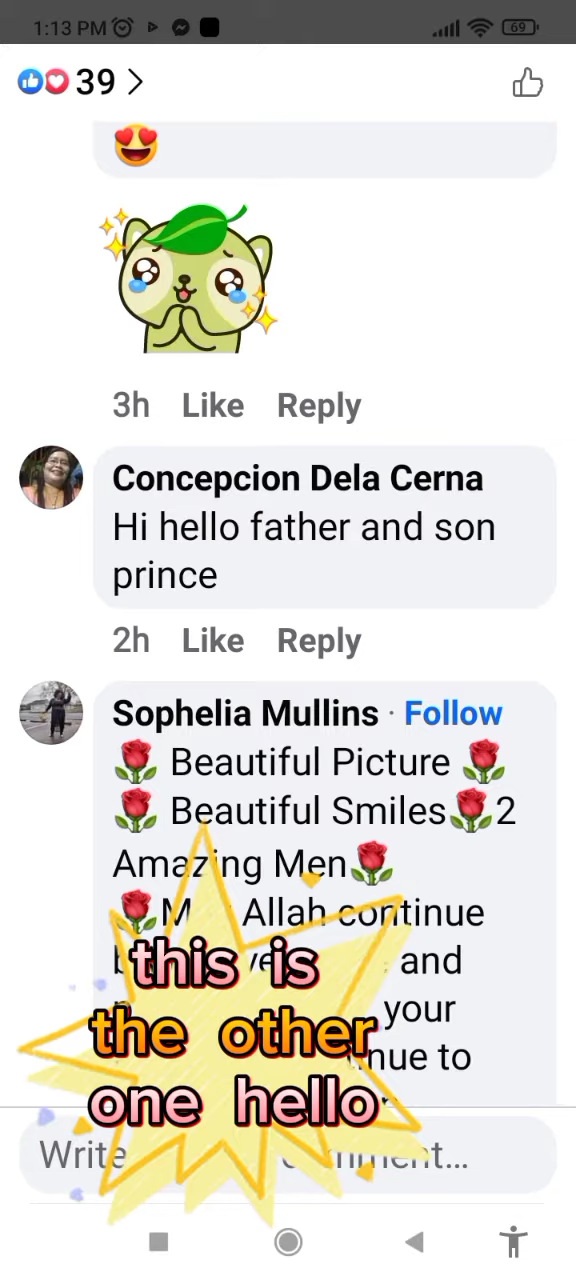 1:13 PM
69
39
3h Like Reply
Concepcion Dela Cerna
Hi hello father and son
prince
2h Like Reply
Sophelia Mullins · Follow
Beautiful Picture
Beautiful Smiles 2
Amazing Men
Allah continue
and
your
to
this is
the other
one hello
Write